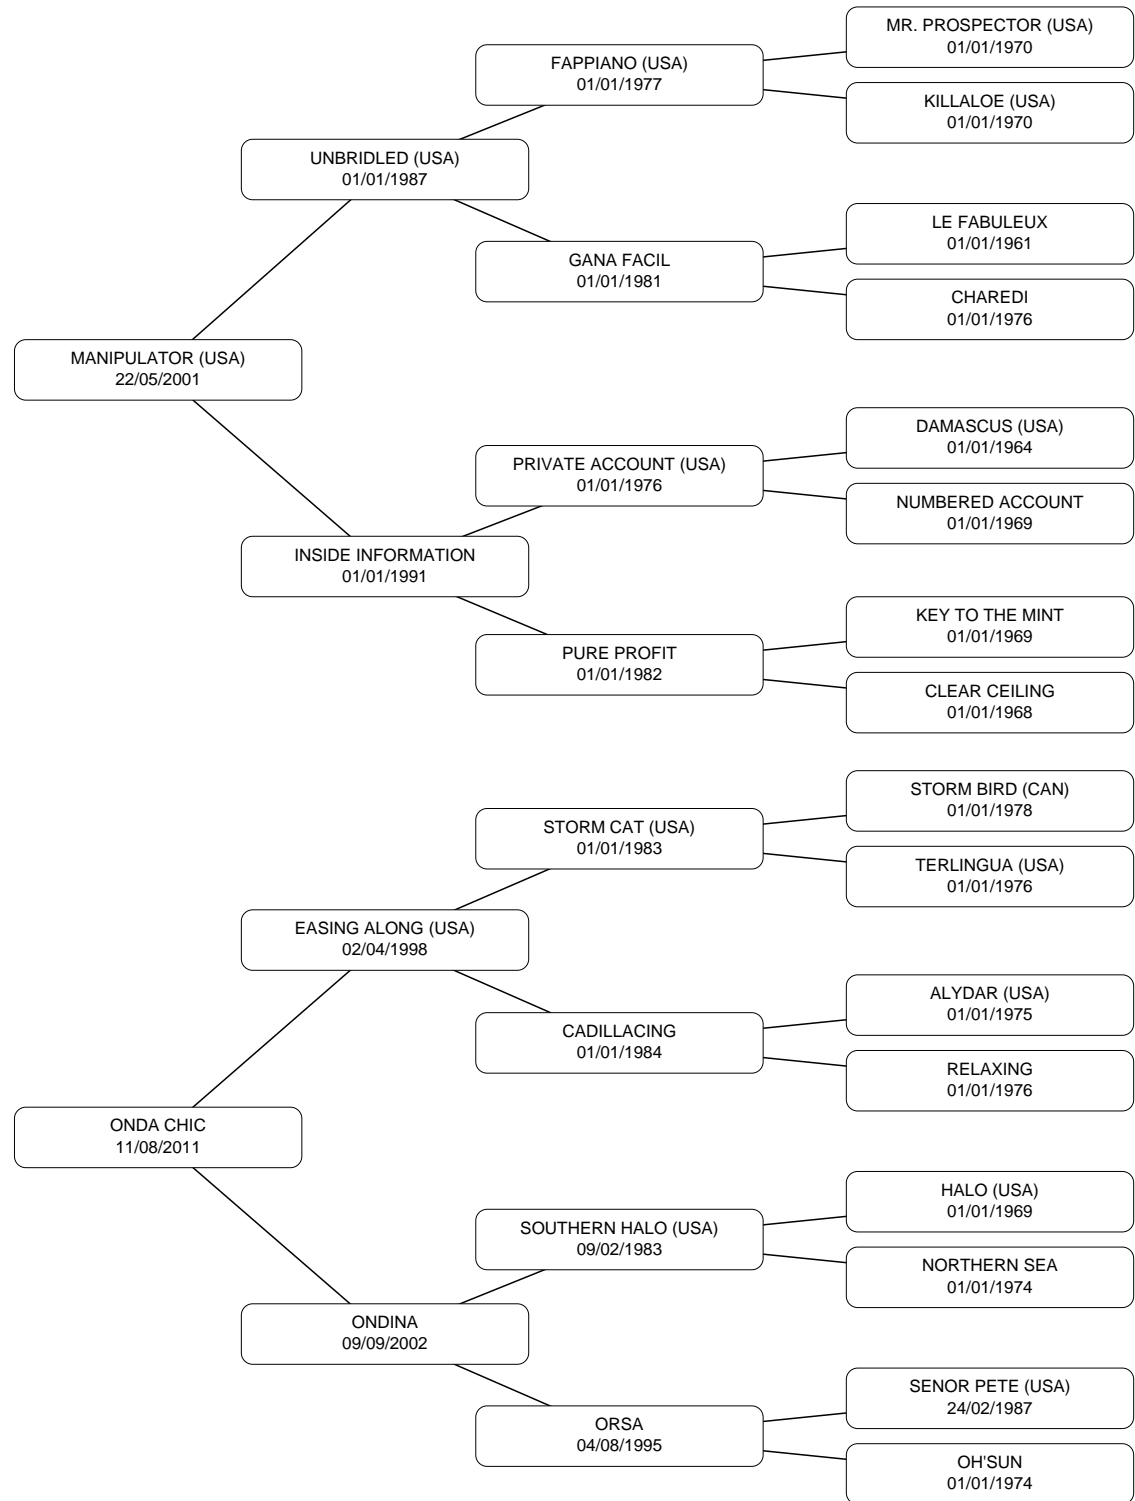 MR. PROSPECTOR (USA)
01/01/1970
FAPPIANO (USA)
01/01/1977
KILLALOE (USA)
01/01/1970
UNBRIDLED (USA)
01/01/1987
LE FABULEUX
01/01/1961
GANA FACIL
01/01/1981
CHAREDI
01/01/1976
MANIPULATOR (USA)
22/05/2001
DAMASCUS (USA)
01/01/1964
PRIVATE ACCOUNT (USA)
01/01/1976
NUMBERED ACCOUNT
01/01/1969
INSIDE INFORMATION
01/01/1991
KEY TO THE MINT
01/01/1969
PURE PROFIT
01/01/1982
CLEAR CEILING
01/01/1968
STORM BIRD (CAN)
01/01/1978
STORM CAT (USA)
01/01/1983
TERLINGUA (USA)
01/01/1976
EASING ALONG (USA)
02/04/1998
ALYDAR (USA)
01/01/1975
CADILLACING
01/01/1984
RELAXING
01/01/1976
ONDA CHIC
11/08/2011
HALO (USA)
01/01/1969
SOUTHERN HALO (USA)
09/02/1983
NORTHERN SEA
01/01/1974
ONDINA
09/09/2002
SENOR PETE (USA)
24/02/1987
ORSA
04/08/1995
OH'SUN
01/01/1974